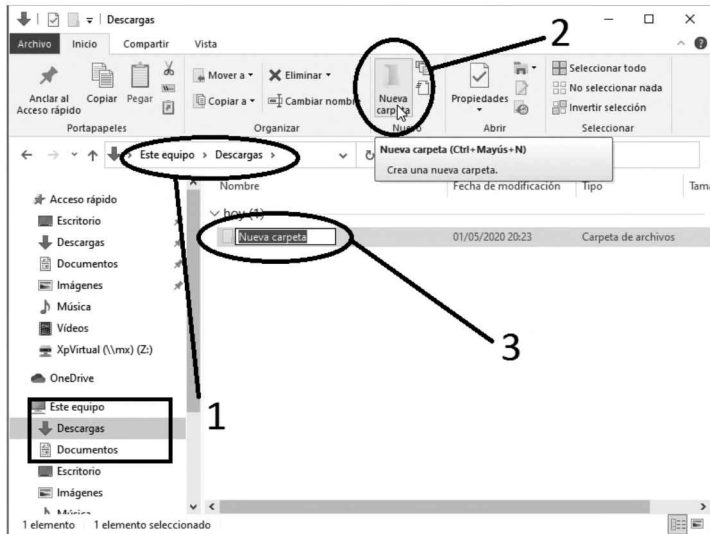 Descargas
Archivo Inicio Compartir Vista
Anclar al Acceso rápido
Copiar
Pegar
Mover a
Copiar a
Eliminar
Cambiar nombre
Nueva carpeta
Propiedades
Seleccionar todo
No seleccionar nada
Invertir selección
Portapapeles Organizar Nuevo Abrir Seleccionar
2
Este equipo > Descargas >
Nueva carpeta (Ctrl+Mayús+N)
Crea una nueva carpeta.
Nombre Fecha de modificación Tipo Tam
hoy (1)
Nueva carpeta 01/05/2020 20:23 Carpeta de archivos
3
1
Acceso rápido
Escritorio
Descargas
Documentos
Imágenes
Música
Vídeos
XpVirtual (\\mx) (Z:)
OneDrive
Este equipo
Descargas
Documentos
Escritorio
Imágenes
Música
1 elemento 1 elemento seleccionado